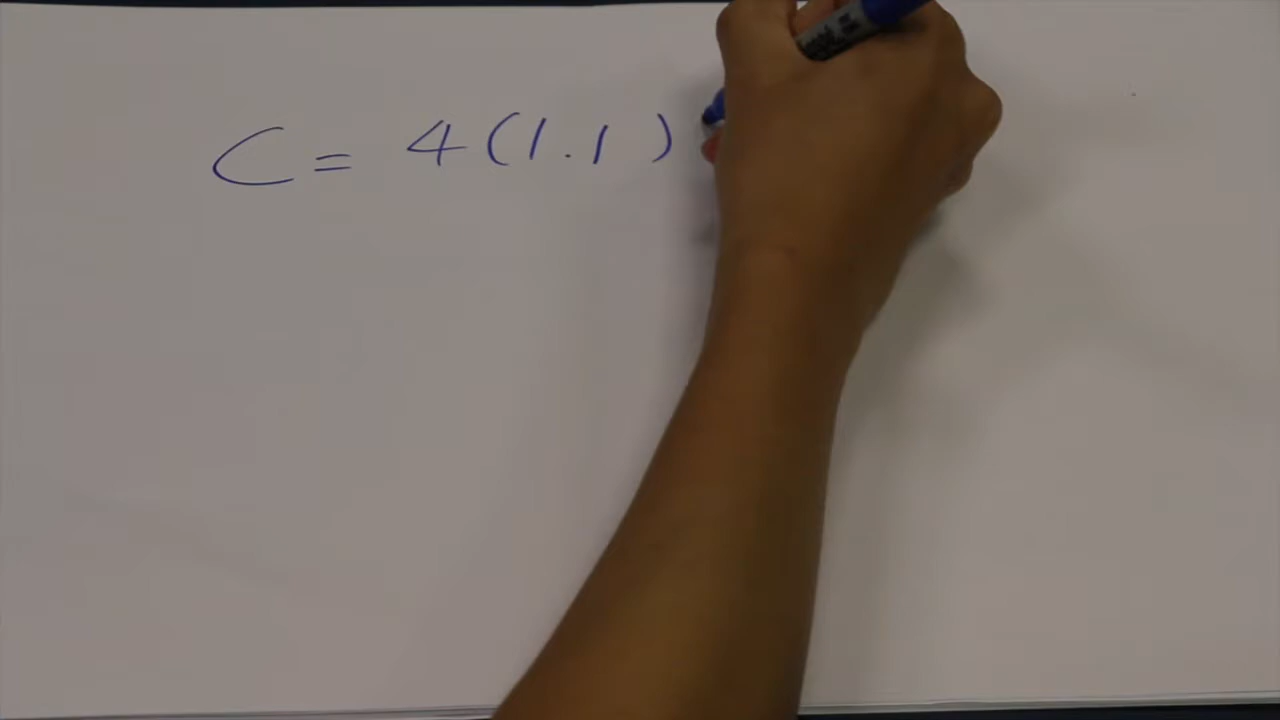 C = 4 (1.1)